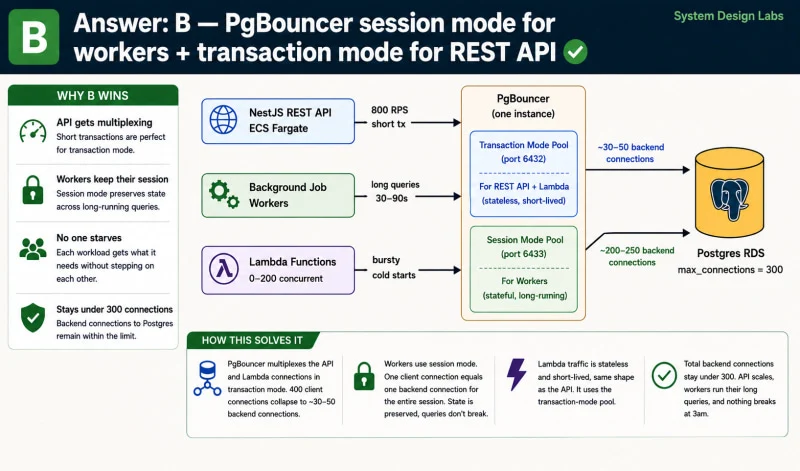 B
Answer: B — PgBouncer session mode for
workers + transaction mode for REST API
System Design Labs
WHY B WINS
API gets multiplexing
Short transactions are perfect
for transaction mode.
Workers keep their session
Session mode preserves state
across long-running queries.
No one starves
Each workload gets what it
needs without stepping on
each other.
Stays under 300 connections
Backend connections to Postgres
remain within the limit.
NestJS REST API
ECS Fargate
800 RPS
short tx
Background Job
Workers
long queries
30–90s
Lambda Functions
0–200 concurrent
bursty
cold starts
PgBouncer
(one instance)
Transaction Mode Pool
(port 6432)
For REST API + Lambda
(stateless, short-lived)
Session Mode Pool
(port 6433)
For Workers
(stateful, long-running)
~30–50 backend
connections
~200–250 backend
connections
Postgres RDS
max_connections = 300
HOW THIS SOLVES IT
PgBouncer multiplexes the API
and Lambda connections in
transaction mode. 400 client
connections collapse to ~30–50
backend connections.
Workers use session mode.
One client connection equals
one backend connection for
the entire session. State is
preserved, queries don't break.
Lambda traffic is stateless
and short-lived, same shape
as the API. It uses the
transaction-mode pool.
Total backend connections
stay under 300. API scales,
workers run their long
queries, and nothing breaks
at 3am.